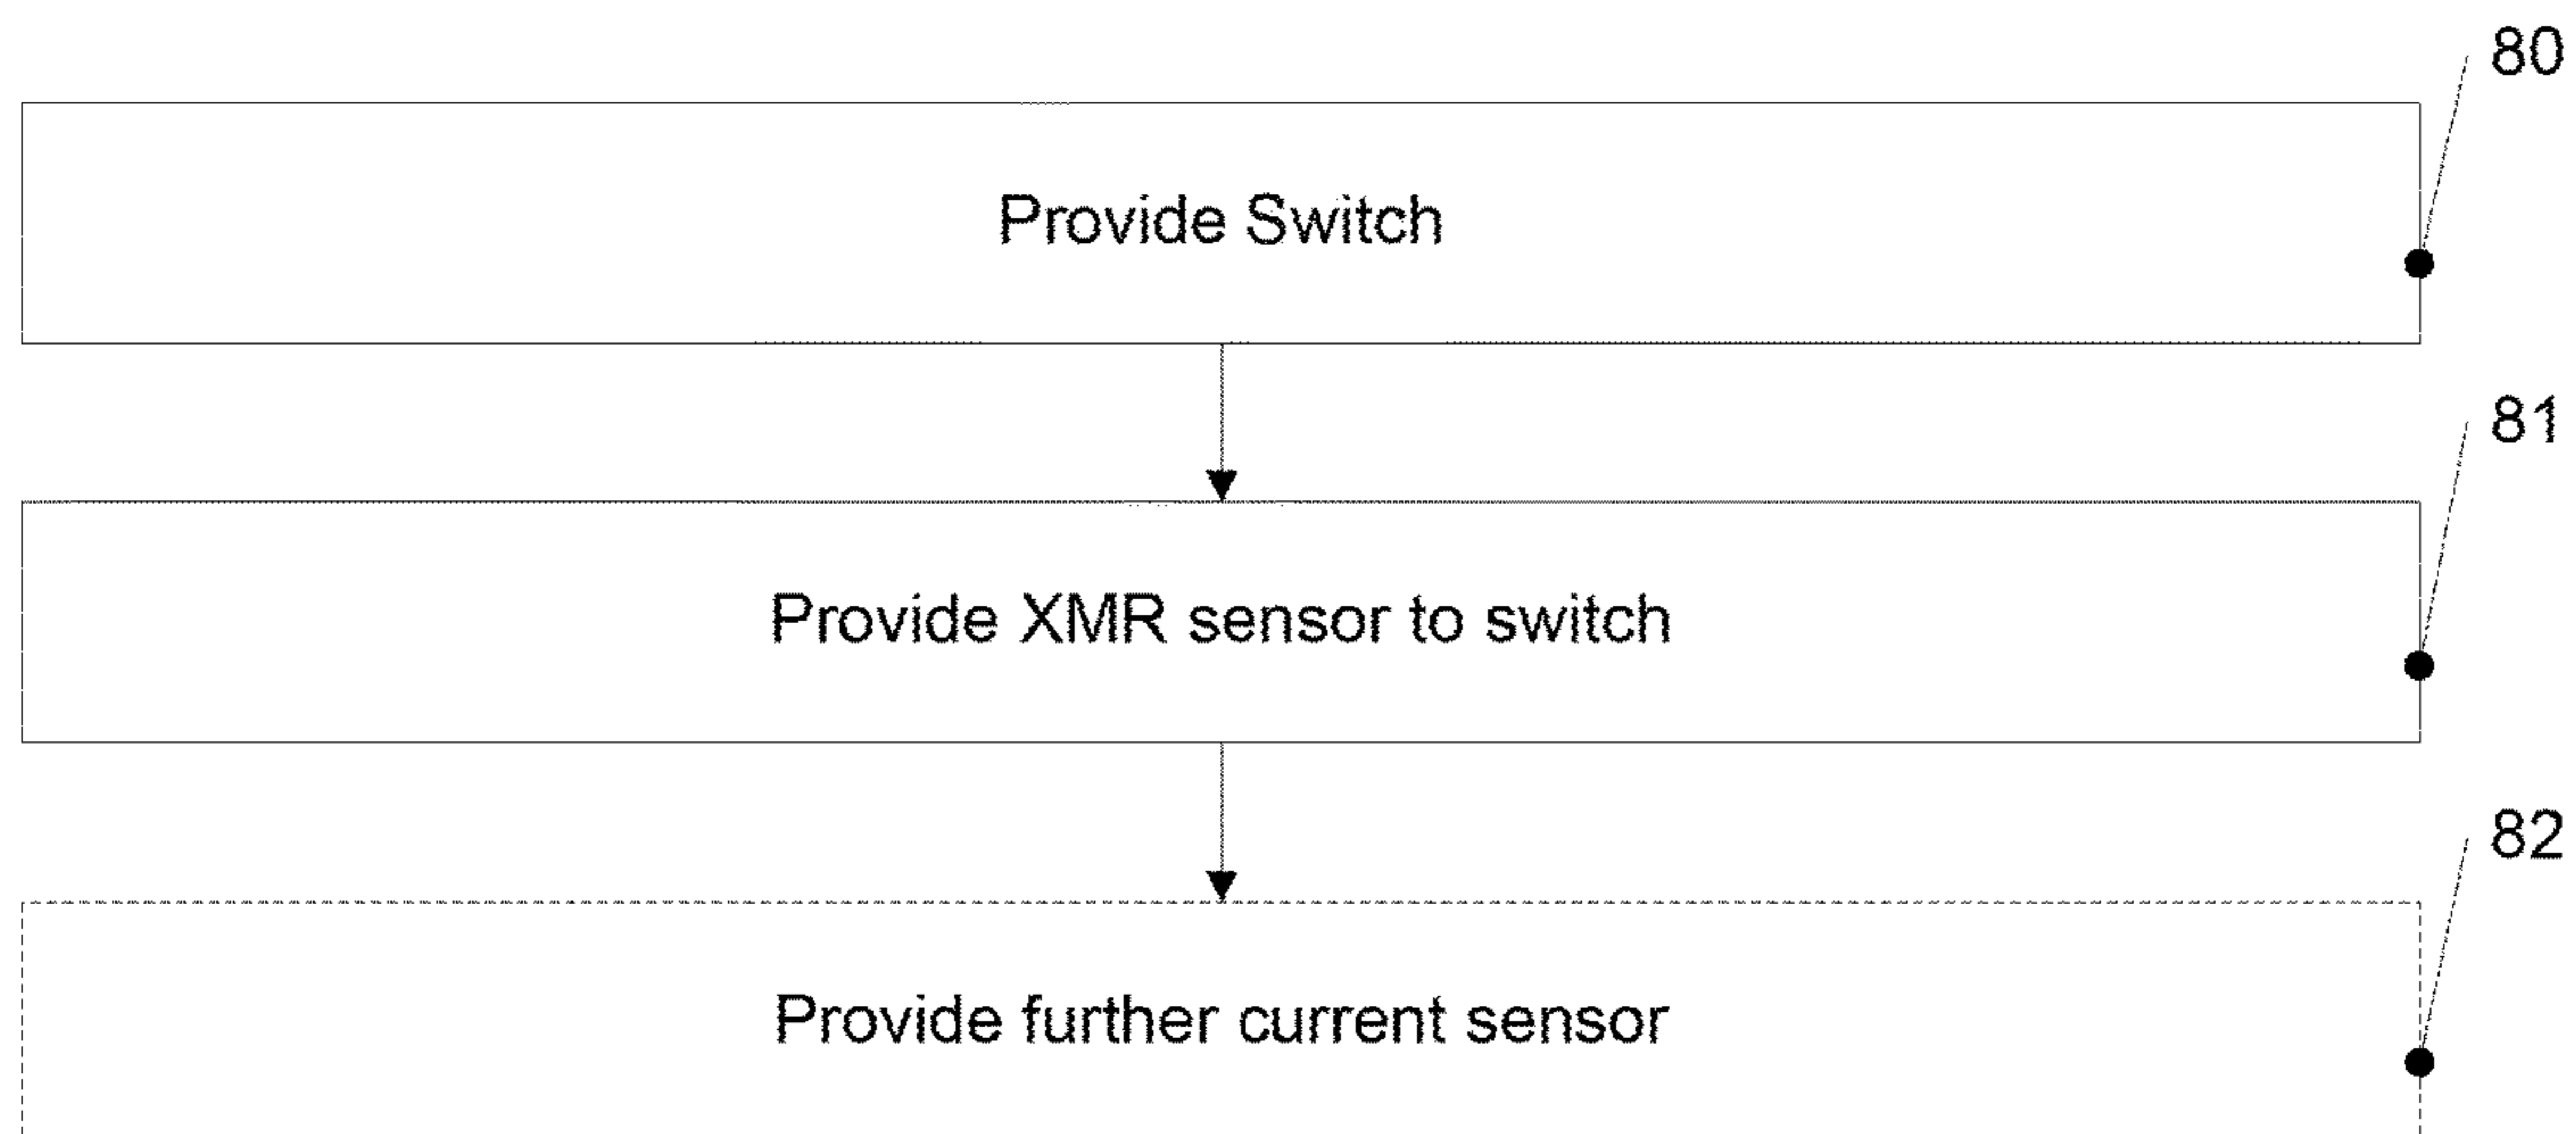 80
Provide Switch
81
Provide XMR sensor to switch
82
Provide further current sensor